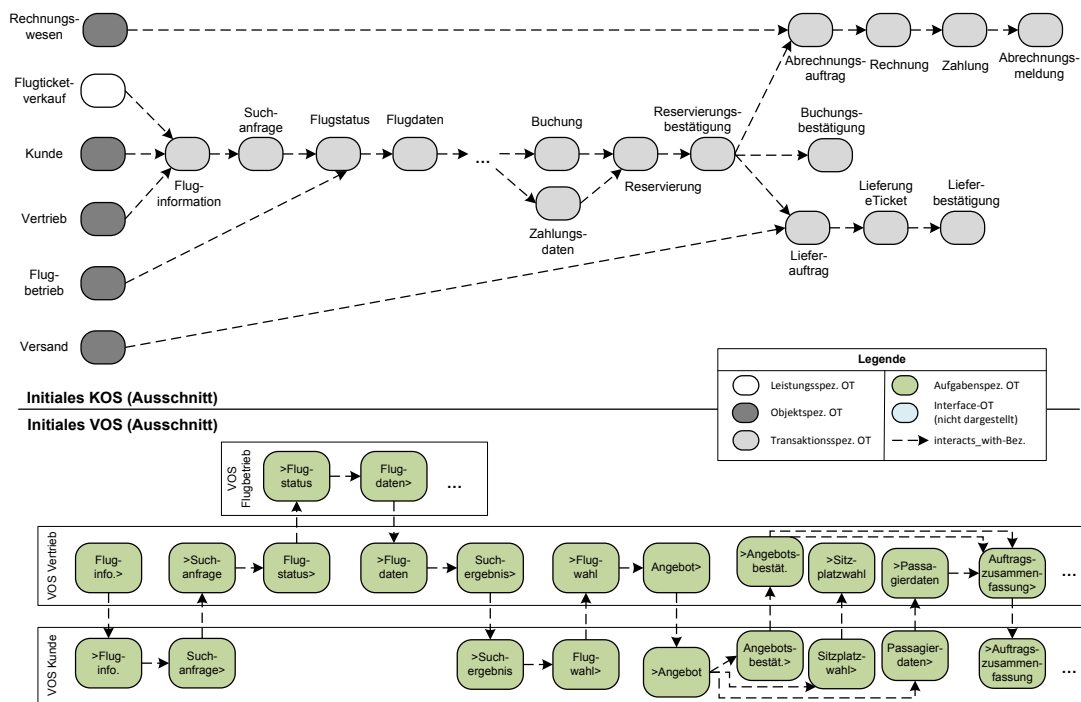 Rechnungs-
wesen
Abrechnungs-
auftrag
Rechnung
Zahlung
Abrechnungs-
meldung
Flugticket-
verkauf
Such-
anfrage
Flugstatus
Flugdaten
Buchung
Reservierungs-
bestätigung
Buchungs-
bestätigung
Kunde
...
Flug-
information
Reservierung
Vertrieb
Zahlungs-
daten
Lieferung
eTicket
Liefer-
bestätigung
Liefer-
auftrag
Flug-
betrieb
Versand
Legende
Leistungsspez. OT
Aufgabenspez. OT
Objektspez. OT
Interface-OT
(nicht dargestellt)
Transaktionsspez. OT
interacts_with-Bez.
Initiales KOS (Ausschnitt)
Initiales VOS (Ausschnitt)
VOS
Flugbetrieb
>Flug-
status
Flug-
daten>
...
VOS Vertrieb
Flug-
info.>
>Such-
anfrage
Flug-
status>
>Flug-
daten
Such-
ergebnis>
>Flug-
wahl
Angebot>
>Angebots-
bestät.
>Sitz-
platzwahl
>Passa-
gierdaten
Auftrags-
zusammen-
fassung>
...
VOS Kunde
>Flug-
info.
Such-
anfrage>
>Such-
ergebnis
Flug-
wahl>
>Angebot
Angebots-
bestät.>
Sitzplatz-
wahl>
Passagier-
daten>
>Auftrags-
zusammen-
fassung
...